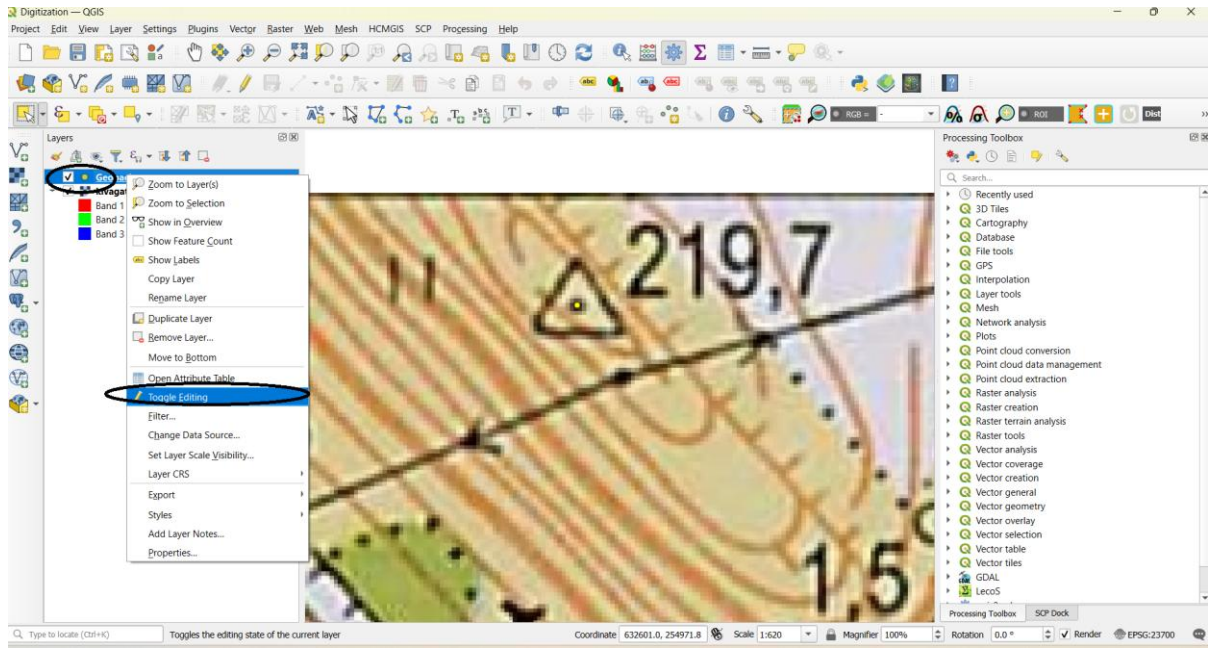 Digitization — QGIS
Project Edit View Layer Settings Plugins Vector Raster Web Mesh HCMGIS SCP Processing Help
RGB = -
ROI
Dist
Layers
Band 1
Band 2
Band 3
Zoom to Layer(s)
Zoom to Selection
Show in Overview
Show Feature Count
Show Labels
Copy Layer
Rename Layer
Duplicate Layer
Remove Layer...
Move to Bottom
Open Attribute Table
Toggle Editing
Filter...
Change Data Source...
Set Layer Scale Visibility...
Layer CRS
Export
Styles
Add Layer Notes...
Properties...
219,7
1,5
Processing Toolbox
Search...
Recently used
3D Tiles
Cartography
Database
File tools
GPS
Interpolation
Layer tools
Mesh
Network analysis
Plots
Point cloud conversion
Point cloud data management
Point cloud extraction
Raster analysis
Raster creation
Raster terrain analysis
Raster tools
Vector analysis
Vector coverage
Vector creation
Vector general
Vector geometry
Vector overlay
Vector selection
Vector table
Vector tiles
GDAL
LecoS
Processing Toolbox SCP Dock
Type to locate (Ctrl+K) Toggles the editing state of the current layer Coordinate 632601.0, 254971.8 Scale 1:620 Magnifier 100% Rotation 0.0 ° Render EPSG:23700